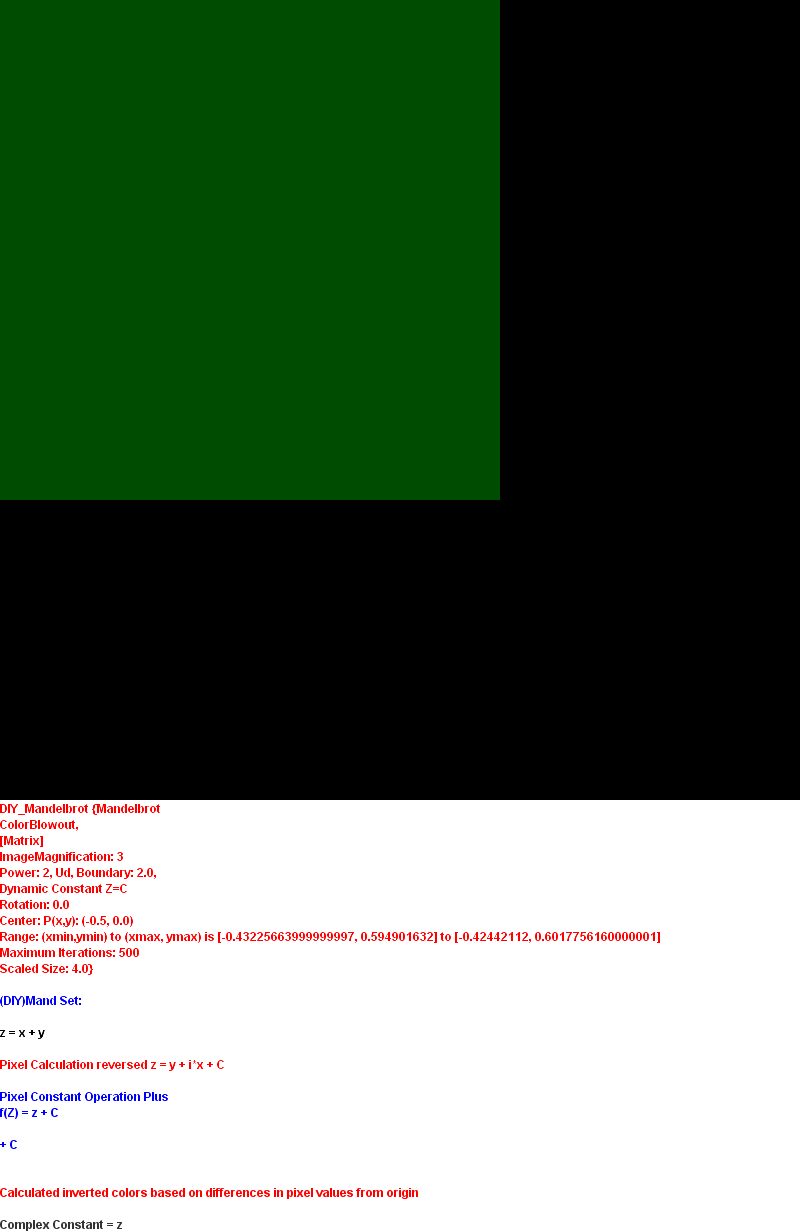 DIY_Mandelbrot {Mandelbrot
ColorBlowout,
[Matrix]
ImageMagnification: 3
Power: 2, Ud, Boundary: 2.0,
Dynamic Constant Z=C
Rotation: 0.0
Center: P(x,y): (-0.5, 0.0)
Range: (xmin,ymin) to (xmax, ymax) is [-0.43225663999999997, 0.594901632] to [-0.42442112, 0.6017756160000001]
Maximum Iterations: 500
Scaled Size: 4.0}
(DIY)Mand Set:
z = x + y
Pixel Calculation reversed z = y + i*x + C
Pixel Constant Operation Plus
f(Z) = z + C
+ C
Calculated inverted colors based on differences in pixel values from origin
Complex Constant = z